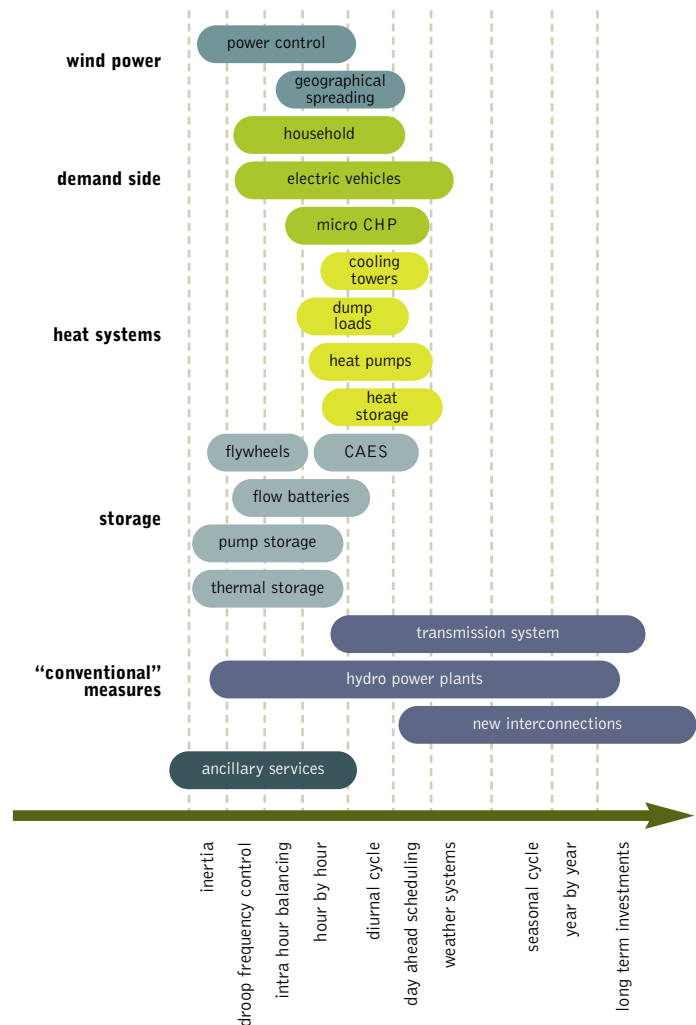 wind power
power control
geographical
spreading
demand side
household
electric vehicles
micro CHP
heat systems
cooling
towers
dump
loads
heat pumps
heat
storage
storage
flywheels
CAES
flow batteries
pump storage
thermal storage
“conventional”
measures
transmission system
hydro power plants
new interconnections
ancillary services
inertia
droop frequency control
intra hour balancing
hour by hour
diurnal cycle
day ahead scheduling
weather systems
seasonal cycle
year by year
long term investments